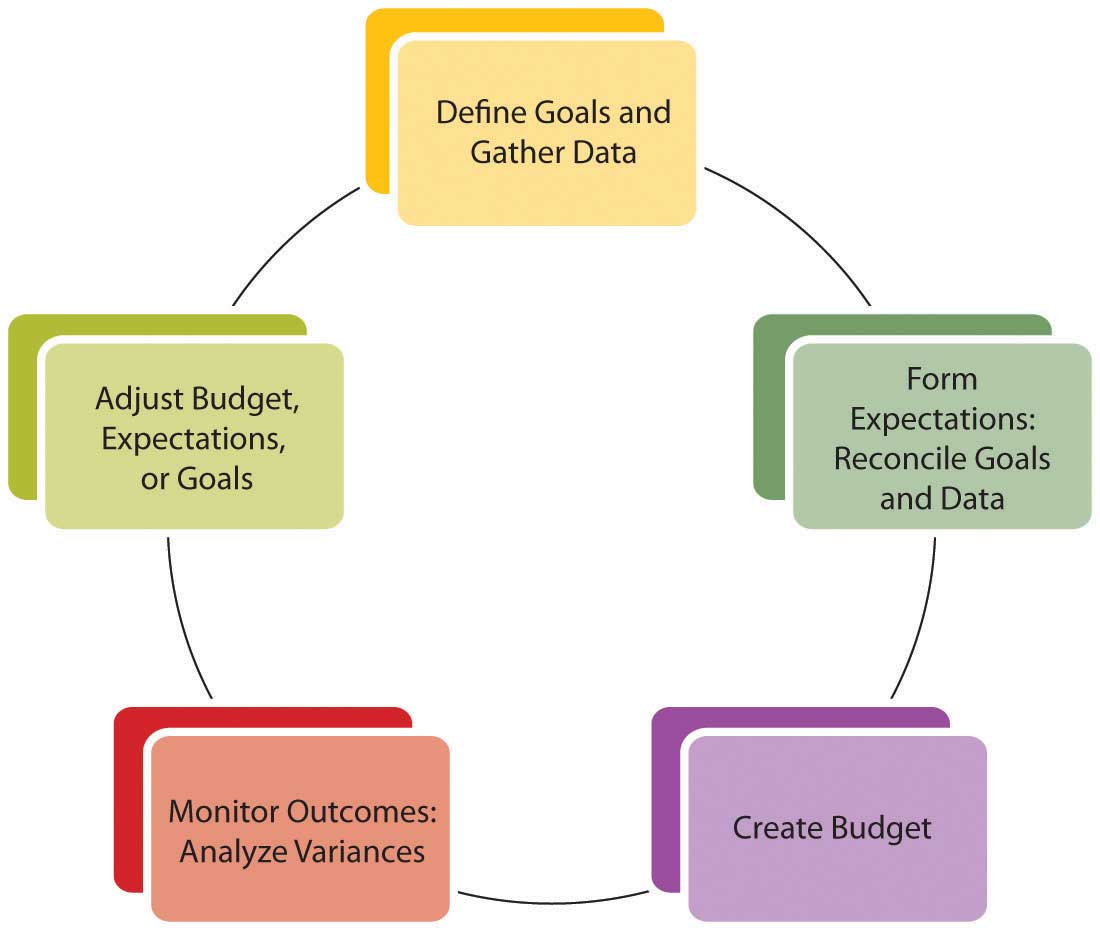 Define Goals and
Gather Data
Form
Expectations:
Reconcile Goals
and Data
Create Budget
Monitor Outcomes:
Analyze Variances
Adjust Budget,
Expectations,
or Goals